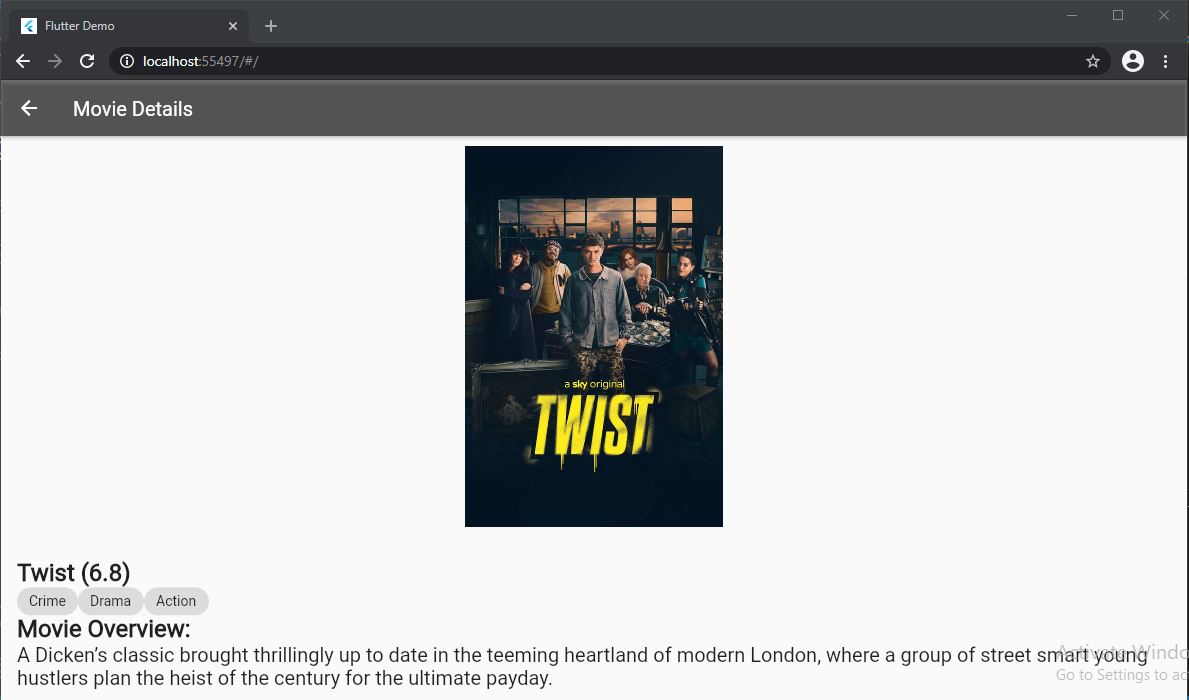 Flutter Demo
localhost:55497/#/
Movie Details
a sky original
TWIST
Twist (6.8)
Crime Drama Action
Movie Overview:
A Dicken’s classic brought thrillingly up to date in the teeming heartland of modern London, where a group of street smart young
hustlers plan the heist of the century for the ultimate payday.
Activate Windo
Go to Settings to ac